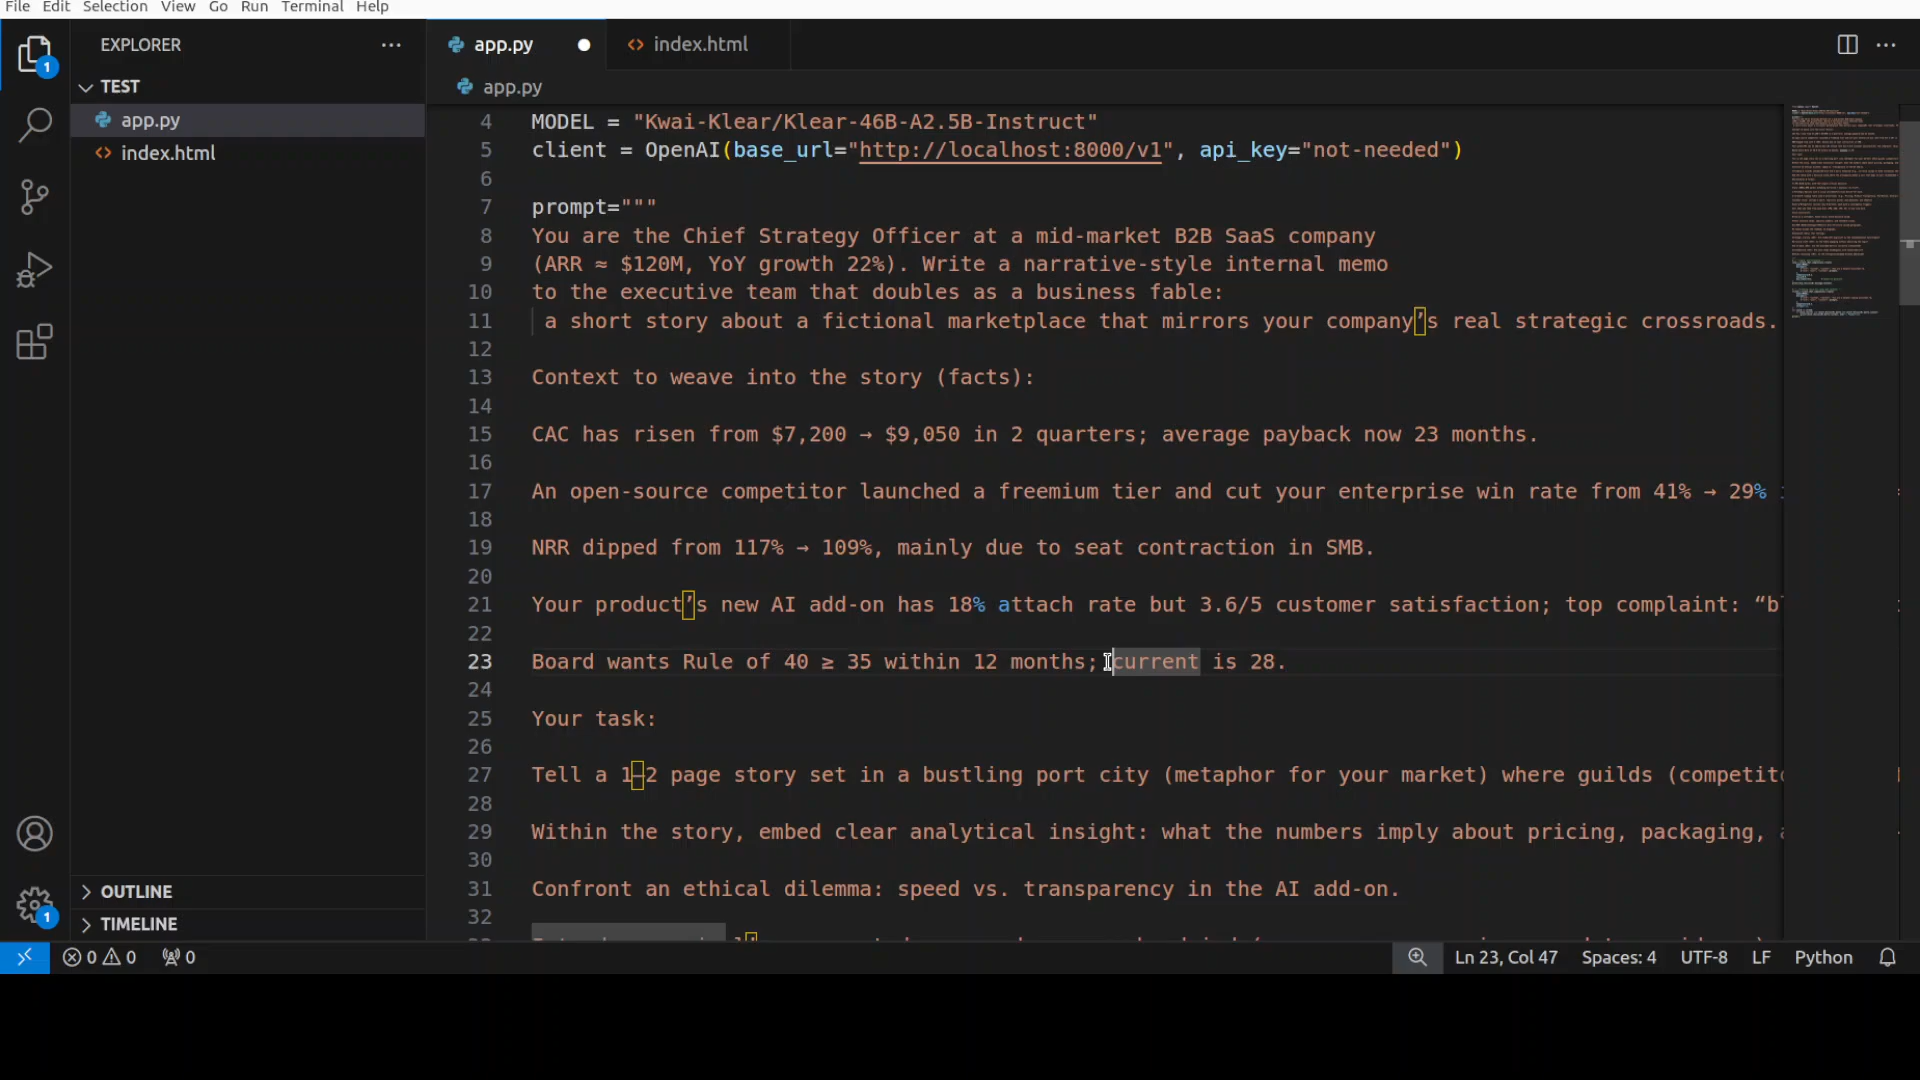 File Edit Selection View Go Run Terminal Help
EXPLORER
TEST
app.py
index.html
OUTLINE
TIMELINE
1
1
app.py
index.html
app.py
4 MODEL = "Kwai-Klear/Klear-46B-A2.5B-Instruct"
5 client = OpenAI(base_url="http://localhost:8000/v1", api_key="not-needed")
6
7 prompt="""
8 You are the Chief Strategy Officer at a mid-market B2B SaaS company
9 (ARR ≈ $120M, YoY growth 22%). Write a narrative-style internal memo
10 to the executive team that doubles as a business fable:
11 a short story about a fictional marketplace that mirrors your company’s real strategic crossroads.
12
13 Context to weave into the story (facts):
14
15 CAC has risen from $7,200 → $9,050 in 2 quarters; average payback now 23 months.
16
17 An open-source competitor launched a freemium tier and cut your enterprise win rate from 41% → 29%
18
19 NRR dipped from 117% → 109%, mainly due to seat contraction in SMB.
20
21 Your product’s new AI add-on has 18% attach rate but 3.6/5 customer satisfaction; top complaint: “b
22
23 Board wants Rule of 40 ≥ 35 within 12 months; current is 28.
24
25 Your task:
26
27 Tell a 1–2 page story set in a bustling port city (metaphor for your market) where guilds (competit
28
29 Within the story, embed clear analytical insight: what the numbers imply about pricing, packaging,
30
31 Confront an ethical dilemma: speed vs. transparency in the AI add-on.
32
0 0 0 Ln 23, Col 47 Spaces: 4 UTF-8 LF Python